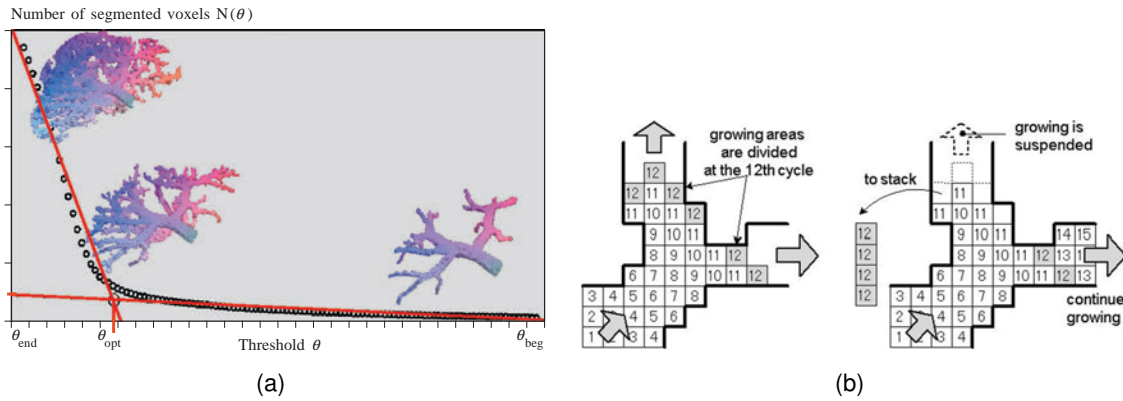 Number of segmented voxels N(θ)
θend
θopt
Threshold θ
θbeg
(a)
growing areas
are divided
at the 12th cycle
12
12 11 12
11 10 11 12
9 10 11
8 9 10 11 12
6 7 8 9 10 11 12
3 4 5 6 7 8
2 4 5 6
1 2 3 4
growing is
suspended
to stack
11
11 10 11
12 9 10 11 14 15
12 8 9 10 11 12 13 1
12 6 7 8 9 10 11 12 13
12
3 4 5 6 7 8
2 4 5 6
1 2 3 4
continue
growing
(b)